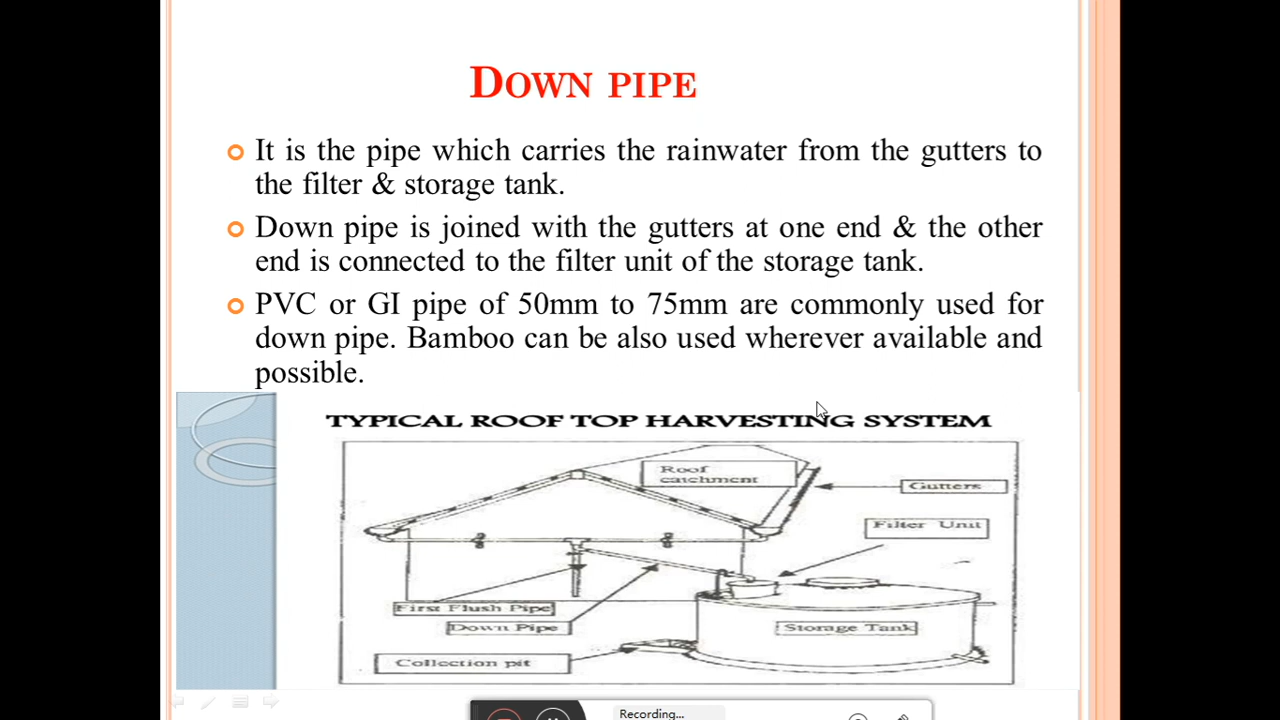 DOWN PIPE
It is the pipe which carries the rainwater from the gutters to
the filter & storage tank.
Down pipe is joined with the gutters at one end & the other
end is connected to the filter unit of the storage tank.
PVC or GI pipe of 50mm to 75mm are commonly used for
down pipe. Bamboo can be also used wherever available and
possible.
TYPICAL ROOF TOP HARVESTING SYSTEM
Roof
catchment
Gutters
Filter Unit
First Flush Pipe
Down Pipe
Storage Tank
Collection pit
Recording...